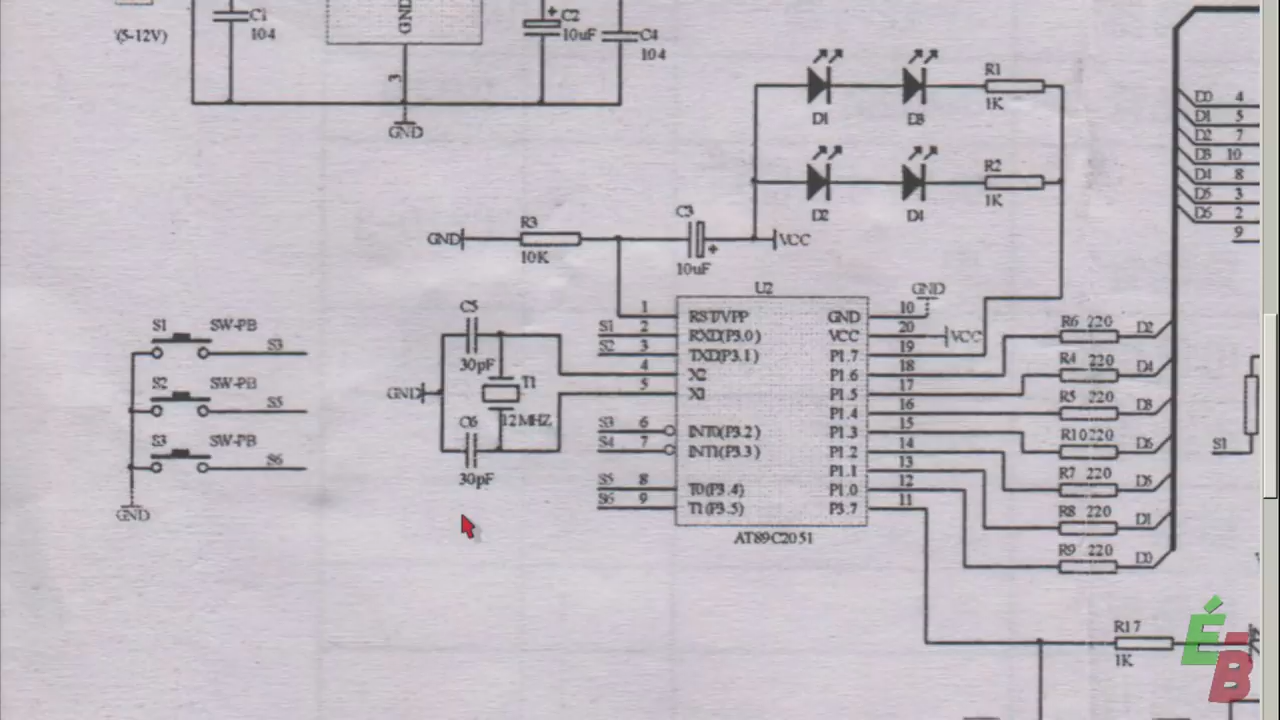 '(5-12V)
C1
104
GND
3
GND
C2
10uF
C4
104
D1
D3
R1
1K
D2
D4
R2
1K
GND
R3
10K
C3
10uF
VCC
D0 4
D1 5
D2 7
D3 10
D4 8
D5 3
D6 2
9
S1 SW-PB
S3
S2 SW-PB
S5
S3 SW-PB
S6
GND
C5
30pF
GND
T1
12MHZ
C6
30pF
U2
S1 2
S2 3
1
4
5
S3 6
S4 7
S5 8
S6 9
RST/VPP
RXD(P3.0)
TXD(P3.1)
X2
X1
INT0(P3.2)
INT1(P3.3)
T0(P3.4)
T1(P3.5)
GND
VCC
P1.7
P1.6
P1.5
P1.4
P1.3
P1.2
P1.1
P1.0
P3.7
AT89C2051
GND
10
20
VCC
19
18
17
16
15
14
13
12
11
R6 220 D2
R4 220 D4
R5 220 D3
R10 220 D6
R7 220 D5
R8 220 D1
R9 220 D0
S1
R17
1K
ÉB